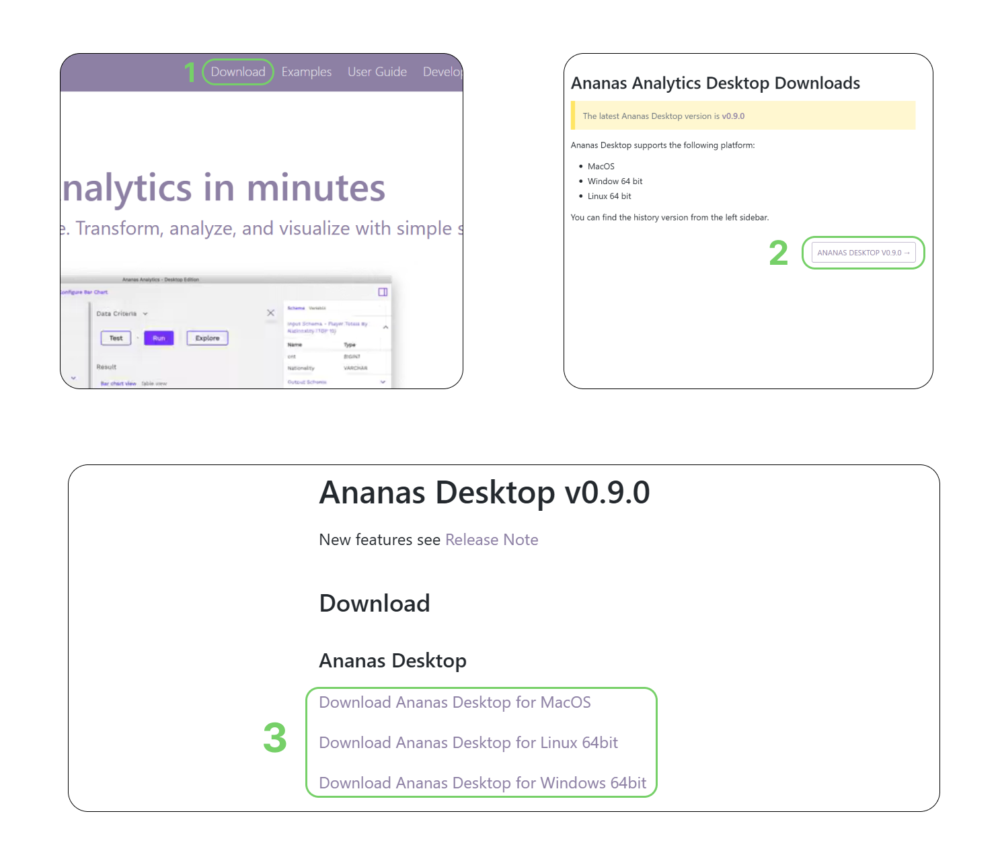 1 Download Examples User Guide Develop
nalytics in minutes
e. Transform, analyze, and visualize with simple s
Ananas Analytics - Desktop Edition
Configure Bar Chart
Data Criteria
Test Run Explore
Result
Bar chart view Table view
Schema Variable
Input Schema - Player Totals By
Nationality (TOP 10)
Name Type
cnt BIGINT
Nationality VARCHAR
Output Schema
Ananas Analytics Desktop Downloads
The latest Ananas Desktop version is v0.9.0
Ananas Desktop supports the following platform:
• MacOS
• Window 64 bit
• Linux 64 bit
You can find the history version from the left sidebar.
2 ANANAS DESKTOP V0.9.0 →
Ananas Desktop v0.9.0
New features see Release Note
Download
Ananas Desktop
Download Ananas Desktop for MacOS
3 Download Ananas Desktop for Linux 64bit
Download Ananas Desktop for Windows 64bit